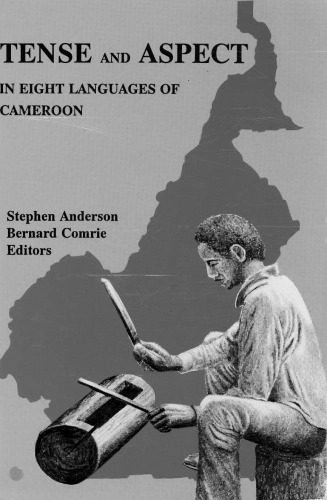 TENSE AND ASPECT
IN EIGHT LANGUAGES OF
CAMEROON
Stephen Anderson
Bernard Comrie
Editors